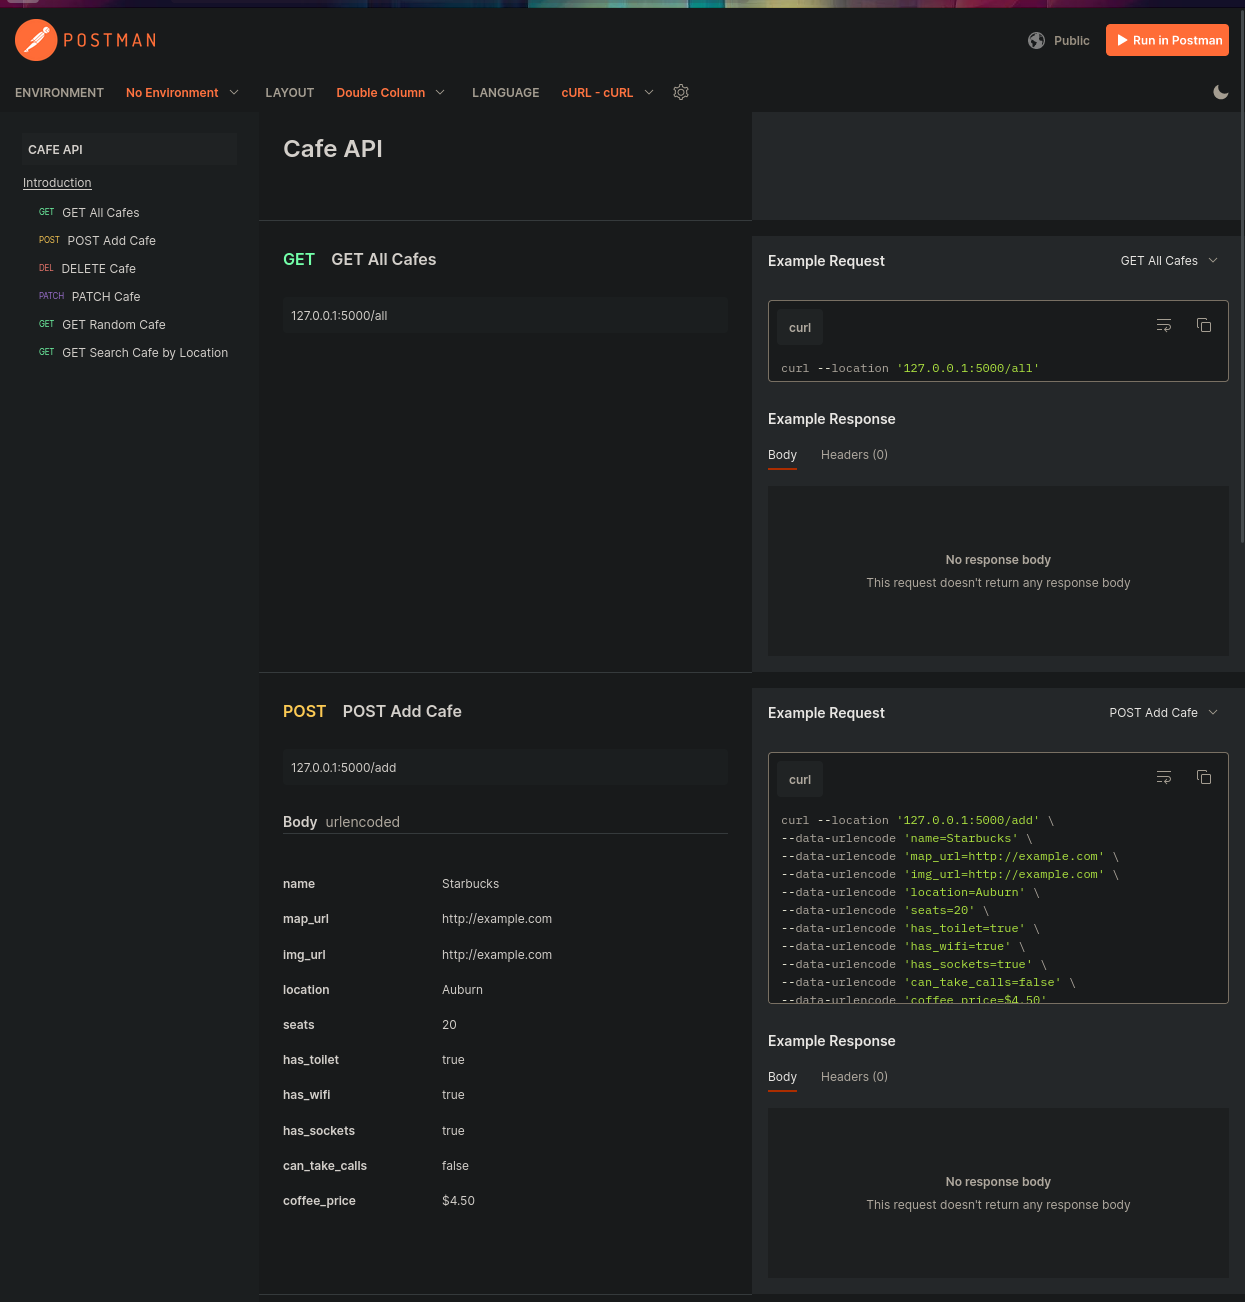 POSTMAN
Public
Run in Postman
ENVIRONMENT No Environment LAYOUT Double Column LANGUAGE cURL - cURL
CAFE API
Introduction
GET GET All Cafes
POST POST Add Cafe
DEL DELETE Cafe
PATCH PATCH Cafe
GET GET Random Cafe
GET GET Search Cafe by Location
Cafe API
GET GET All Cafes
127.0.0.1:5000/all
Example Request GET All Cafes
curl
curl --location '127.0.0.1:5000/all'
Example Response
Body Headers (0)
No response body
This request doesn't return any response body
POST POST Add Cafe
127.0.0.1:5000/add
Body urlencoded
name Starbucks
map_url http://example.com
img_url http://example.com
location Auburn
seats 20
has_toilet true
has_wifi true
has_sockets true
can_take_calls false
coffee_price $4.50
Example Request POST Add Cafe
curl
curl --location '127.0.0.1:5000/add' \
--data-urlencode 'name=Starbucks' \
--data-urlencode 'map_url=http://example.com' \
--data-urlencode 'img_url=http://example.com' \
--data-urlencode 'location=Auburn' \
--data-urlencode 'seats=20' \
--data-urlencode 'has_toilet=true' \
--data-urlencode 'has_wifi=true' \
--data-urlencode 'has_sockets=true' \
--data-urlencode 'can_take_calls=false' \
--data-urlencode 'coffee_price=$4.50'
Example Response
Body Headers (0)
No response body
This request doesn't return any response body